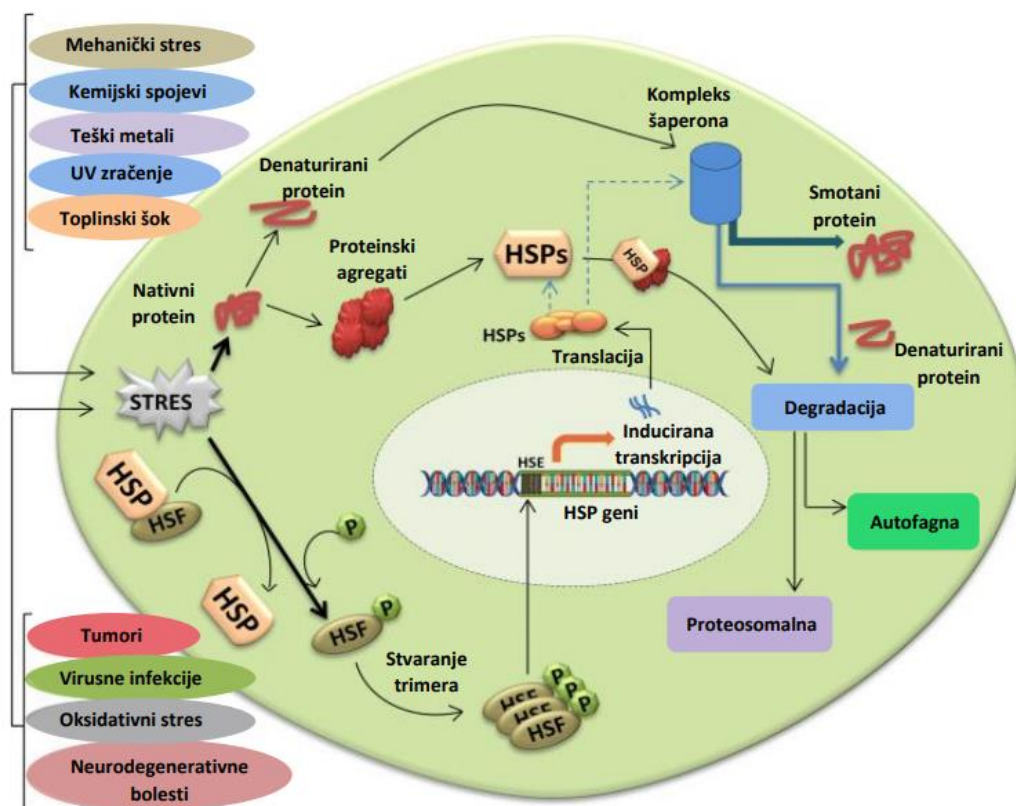 Mehanički stres
Kemijski spojevi
Teški metali
UV zračenje
Toplinski šok
Kompleks
šaperona
Denaturirani
protein
Smotani
protein
Proteinski
agregati
HSPs
HSP
Nativni
protein
HSPs
Translacija
Denaturirani
protein
STRES
Degradacija
Inducirana
transkripcija
HSE
HSP geni
HSP
HSF
P
Autofagna
HSP
P
HSF
Proteosomalna
Stvaranje
trimera
P
P
P
HSF
HSF
HSF
Tumori
Virusne infekcije
Oksidativni stres
Neurodegenerativne
bolesti